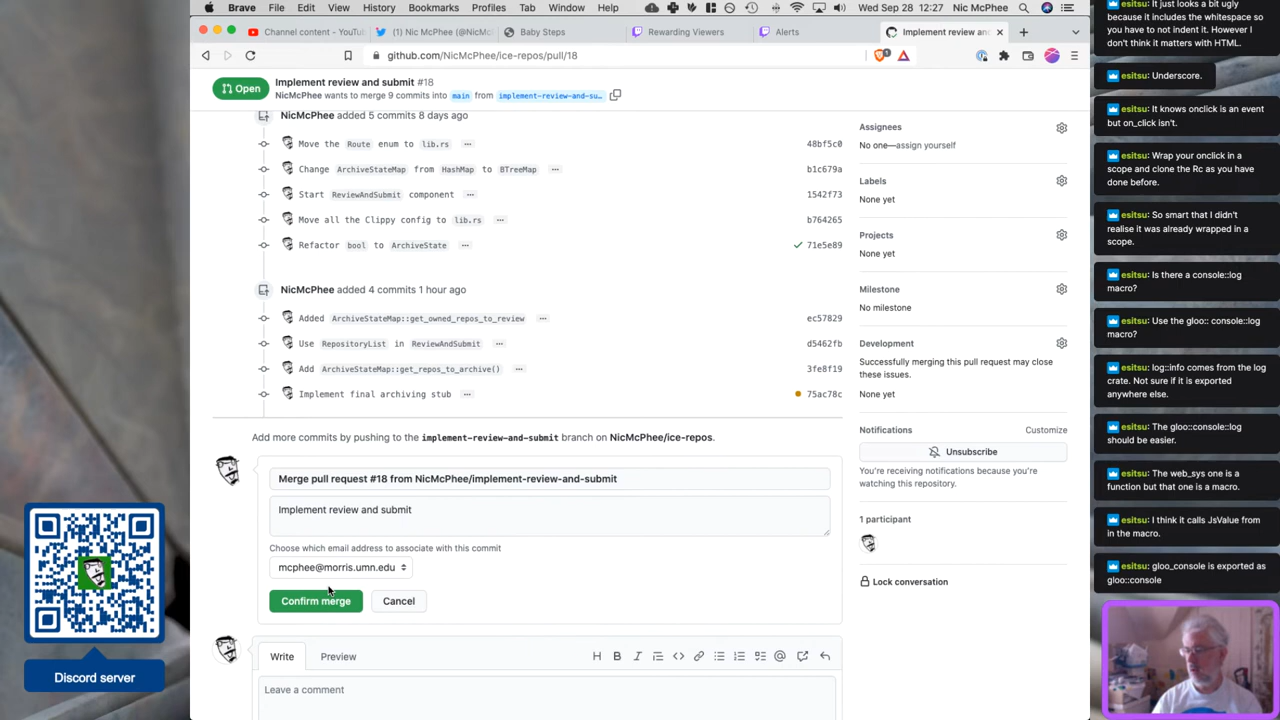 Brave File Edit View History Bookmarks Profiles Tab Window Help Wed Sep 28 12:27 Nic McPhee
Channel content - YouTu
(1) Nic McPhee (@NicMc
Baby Steps
Rewarding Viewers
Alerts
Implement review and submit
github.com/NicMcPhee/ice-repos/pull/18
Open
Implement review and submit #18
NicMcPhee wants to merge 9 commits into main from implement-review-and-su…
NicMcPhee added 5 commits 8 days ago
Move the Route enum to lib.rs … 48bf5c0
Change ArchiveStateMap from HashMap to BTreeMap … b1c679a
Start ReviewAndSubmit component … 1542f73
Move all the Clippy config to lib.rs … b764265
Refactor bool to ArchiveState … 71e5e89
NicMcPhee added 4 commits 1 hour ago
Added ArchiveStateMap::get_owned_repos_to_review … ec57829
Use RepositoryList in ReviewAndSubmit … d5462fb
Add ArchiveStateMap::get_repos_to_archive() … 3fe8f19
Implement final archiving stub … 75ac78c
Add more commits by pushing to the implement-review-and-submit branch on NicMcPhee/ice-repos.
Merge pull request #18 from NicMcPhee/implement-review-and-submit
Implement review and submit
Choose which email address to associate with this commit
mcphee@morris.umn.edu
Confirm merge
Cancel
Write
Preview
Leave a comment
Assignees
No one—assign yourself
Labels
None yet
Projects
None yet
Milestone
No milestone
Development
Successfully merging this pull request may close
these issues.
None yet
Notifications
Customize
Unsubscribe
You're receiving notifications because you're
watching this repository.
1 participant
Lock conversation
esitsu: It just looks a bit ugly
because it includes the whitespace so
you have to not indent it. However I
don't think it matters with HTML.
esitsu: Underscore.
esitsu: It knows onclick is an event
but on_click isn't.
esitsu: Wrap your onclick in a
scope and clone the Rc as you have
done before.
esitsu: So smart that I didn't
realise it was already wrapped in a
scope.
esitsu: Is there a console::log
macro?
esitsu: Use the gloo:: console::log
macro?
esitsu: log::info comes from the log
crate. Not sure if it is exported
anywhere else.
esitsu: The gloo::console::log
should be easier.
esitsu: The web_sys one is a
function but that one is a macro.
esitsu: I think it calls JsValue from
in the macro.
esitsu: gloo_console is exported as
gloo::console
Discord server